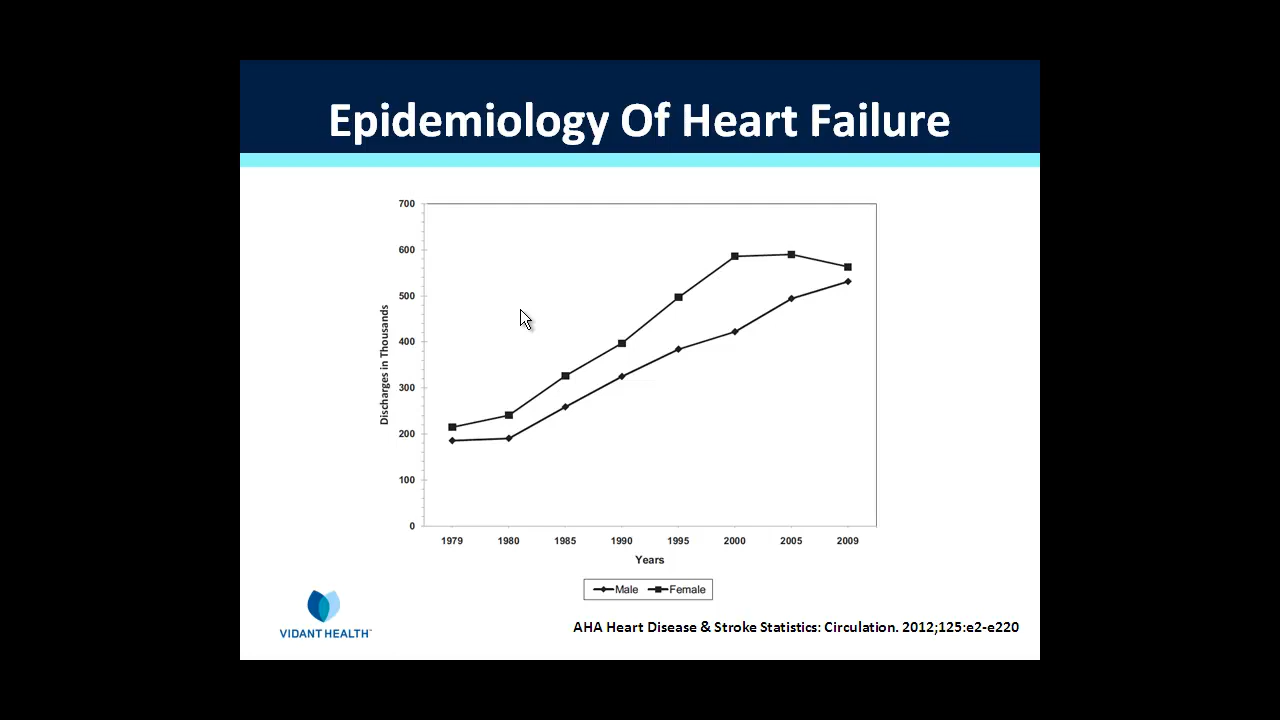 Epidemiology Of Heart Failure
700
600
500
400
300
200
100
0
Discharges in Thousands
1979 1980 1985 1990 1995 2000 2005 2009
Years
Male Female
VIDANT HEALTH™
AHA Heart Disease & Stroke Statistics: Circulation. 2012;125:e2-e220